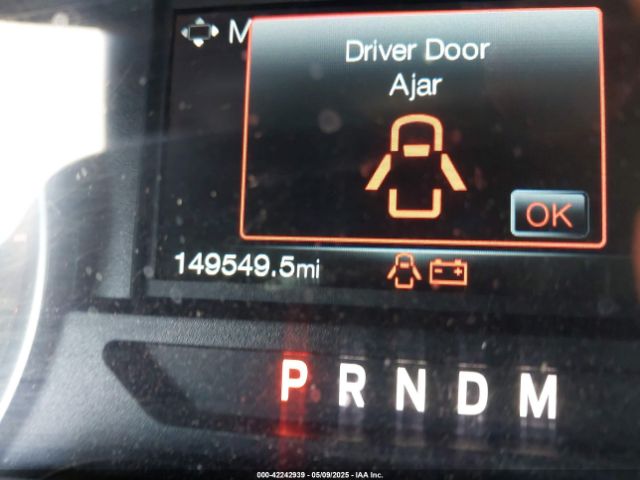 M
Driver Door
Ajar
OK
149549.5mi
P R N D M
000-42242939 - 05/09/2025 - IAA Inc.